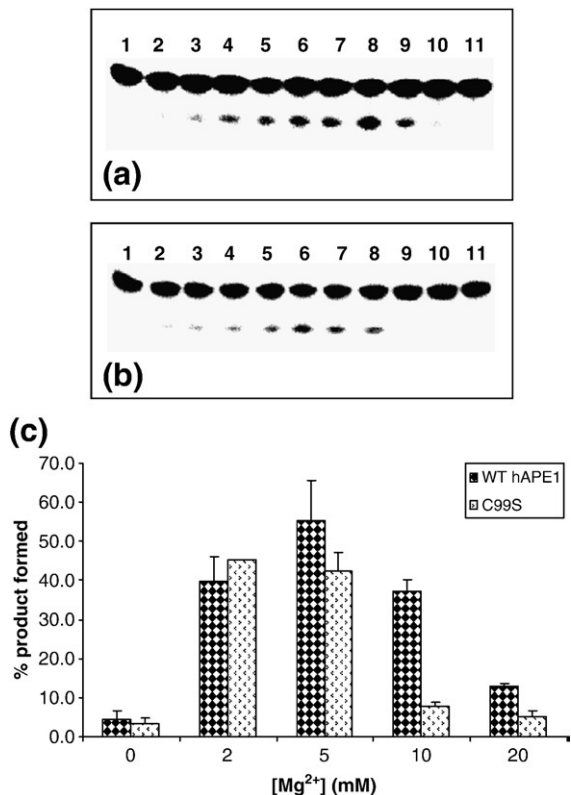 1 2 3 4 5 6 7 8 9 10 11
(a)
1 2 3 4 5 6 7 8 9 10 11
(b)
(c)
70.0
60.0
50.0
40.0
30.0
20.0
10.0
0.0
% product formed
WT hAPE1
C99S
0 2 5 10 20
[Mg²⁺] (mM)